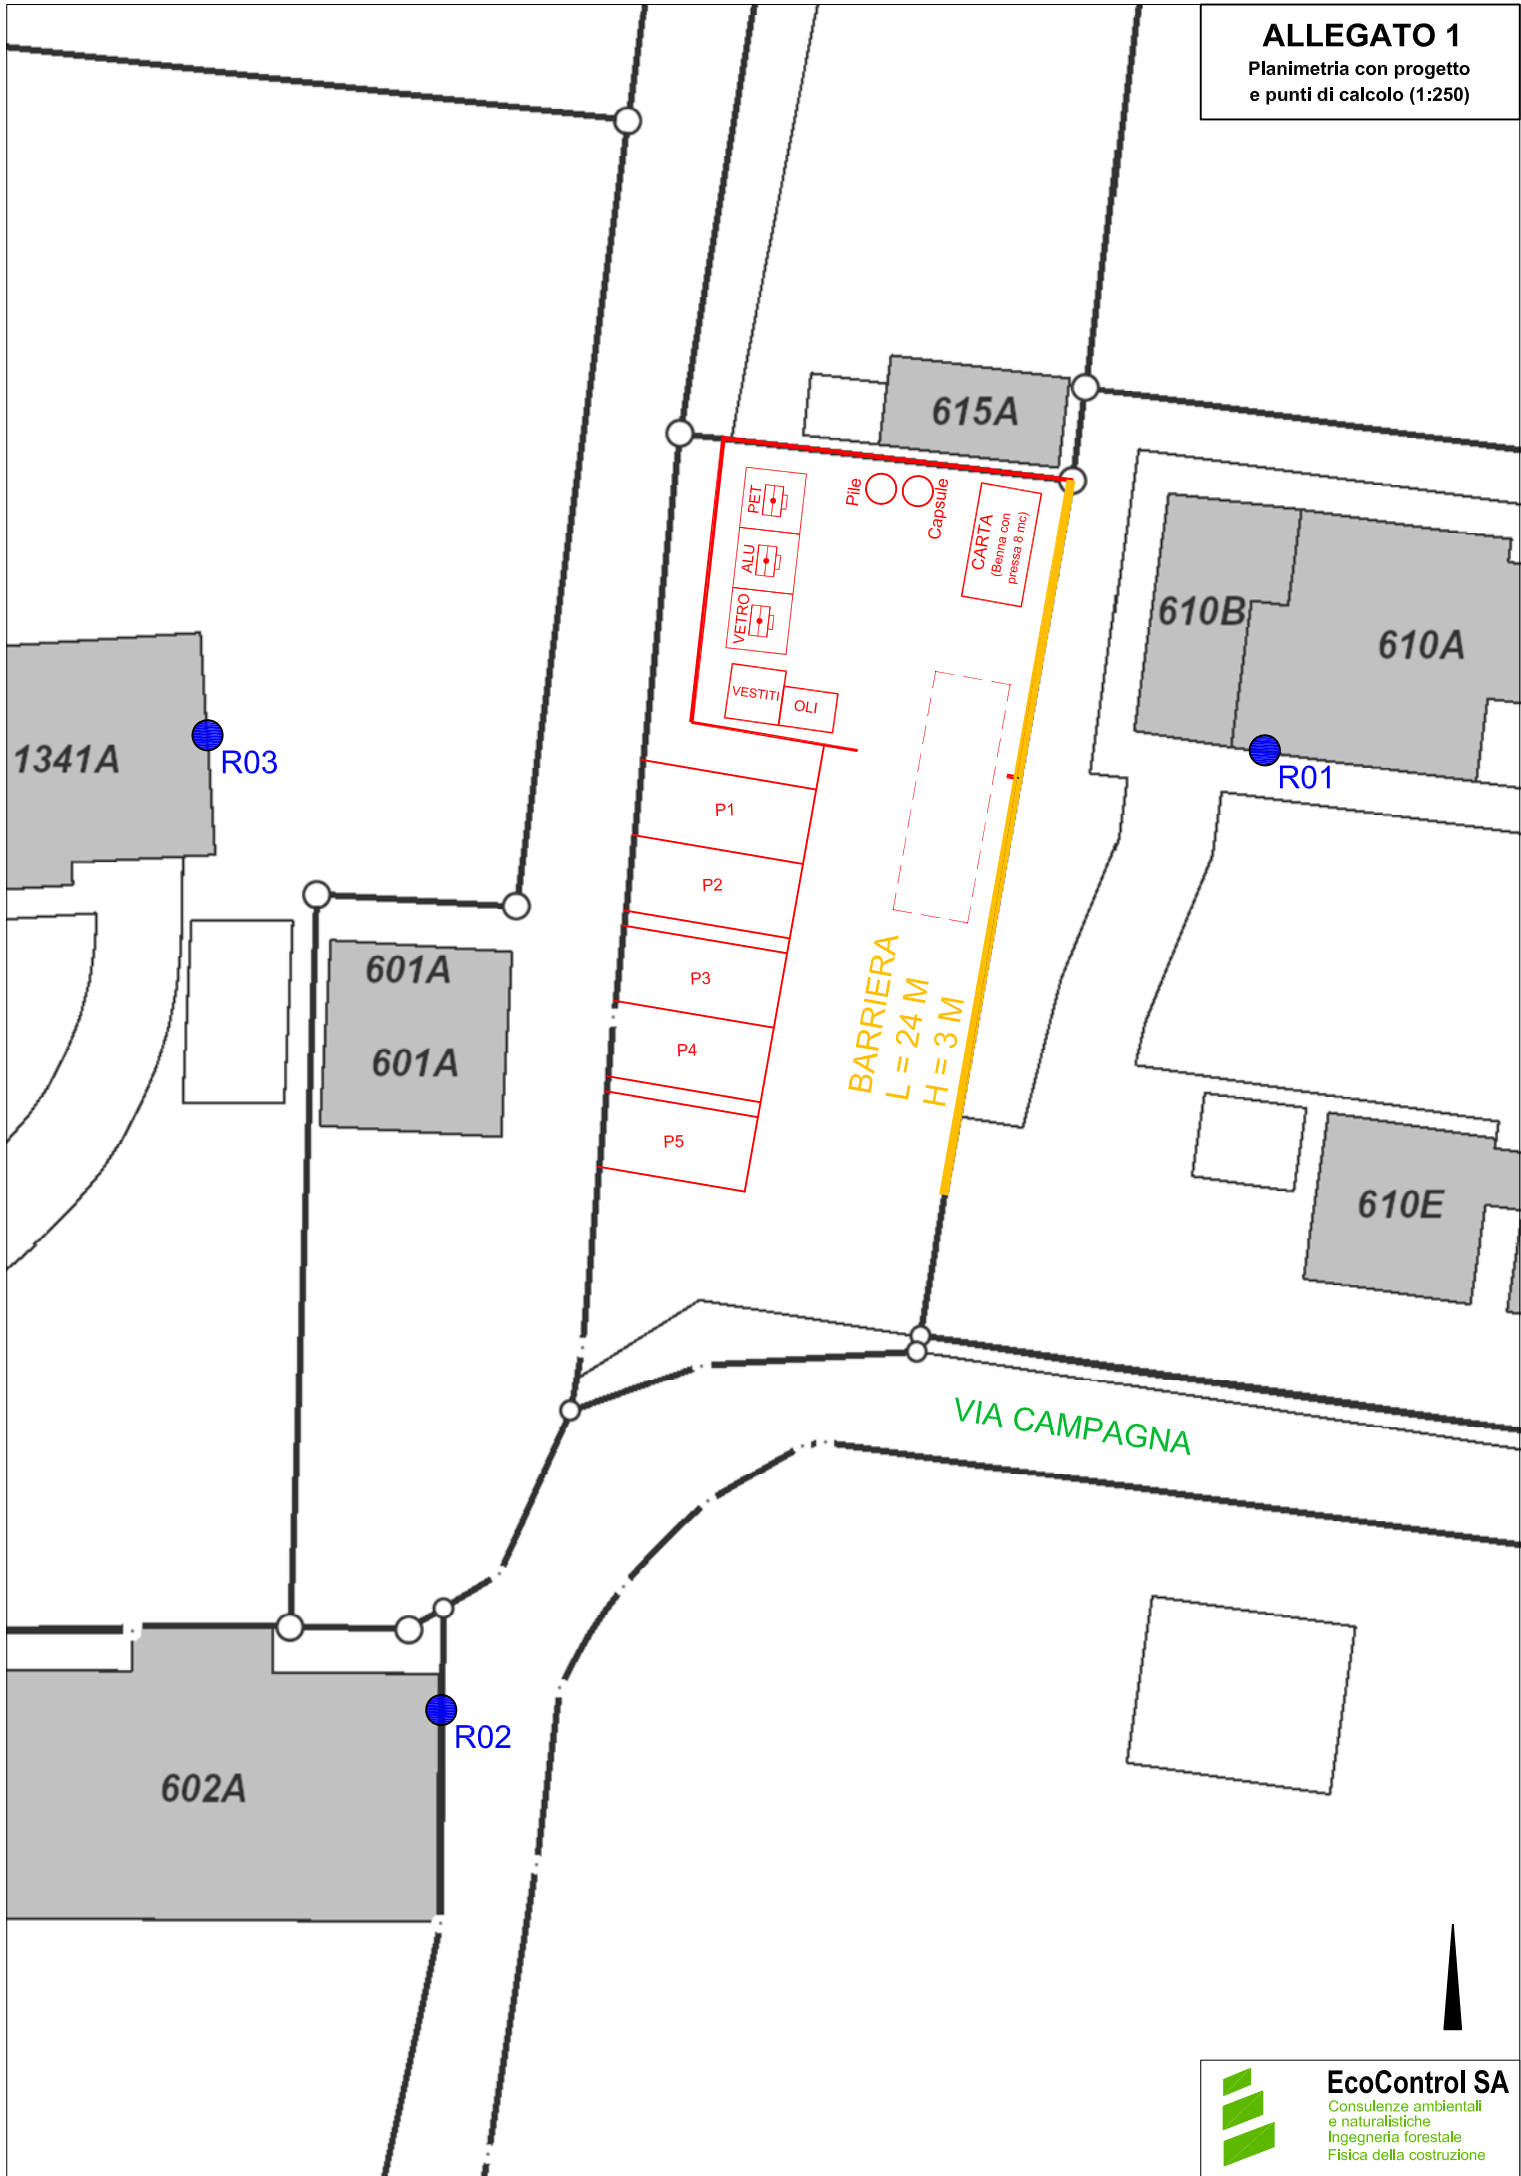 ALLEGATO 1
Planimetria con progetto
e punti di calcolo (1:250)
615A
PET
Pile
Capsule
CARTA
(Benna con
pressa 8 mc)
ALU
VETRO
610B
610A
VESTITI
OLI
1341A
R03
R01
P1
P2
601A
P3
BARRIERA
L = 24 M
H = 3 M
601A
P4
P5
610E
VIA CAMPAGNA
R02
602A
EcoControl SA
Consulenze ambientali
e naturalistiche
Ingegneria forestale
Fisica della costruzione